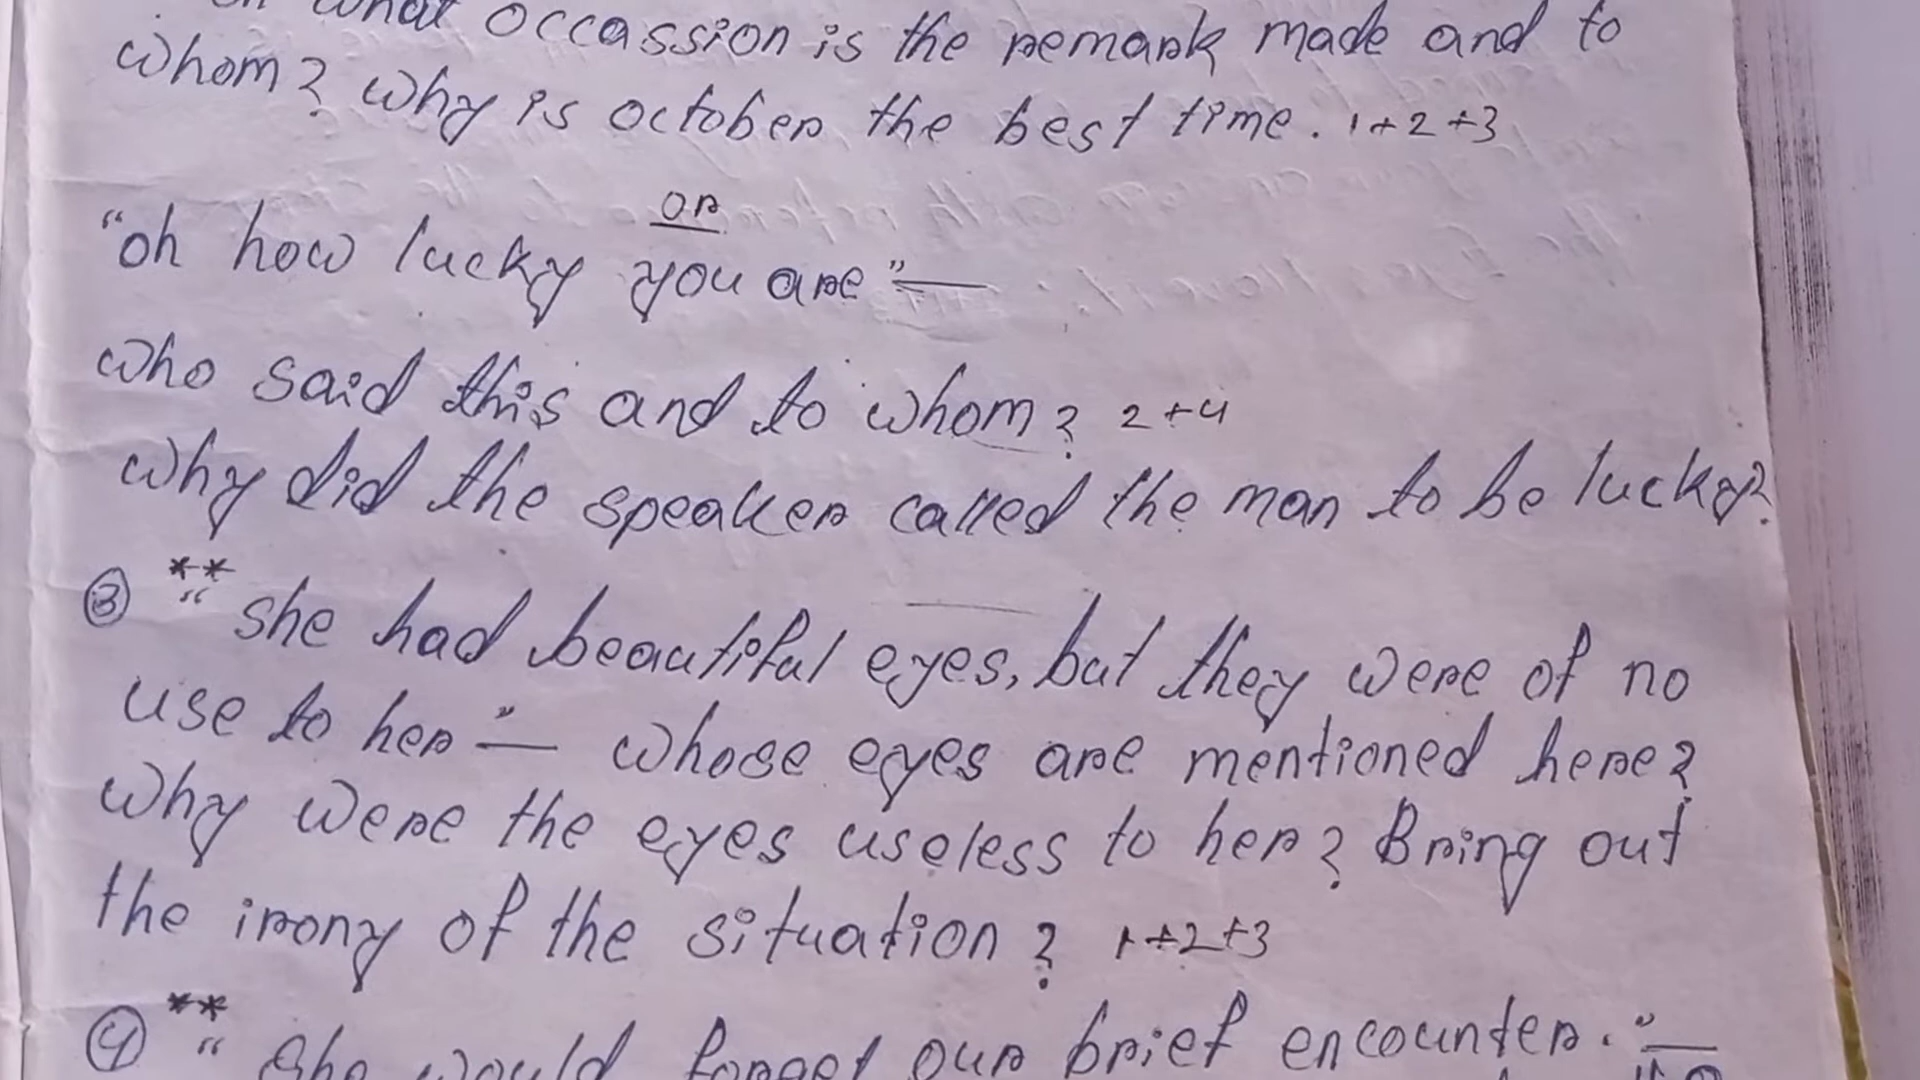 what occassion is the remark made and to
whom? why is october the best time. 1+2+3
or
"oh how lucky you are"—
who said this and to whom? 2+4
why did the speaker called the man to be lucky?
③ ** "she had beautiful eyes, but they were of no
use to her"— whose eyes are mentioned here?
why were the eyes useless to her? Bring out
the irony of the situation? 1+2+3
④ ** "She would forget our brief encounter."—